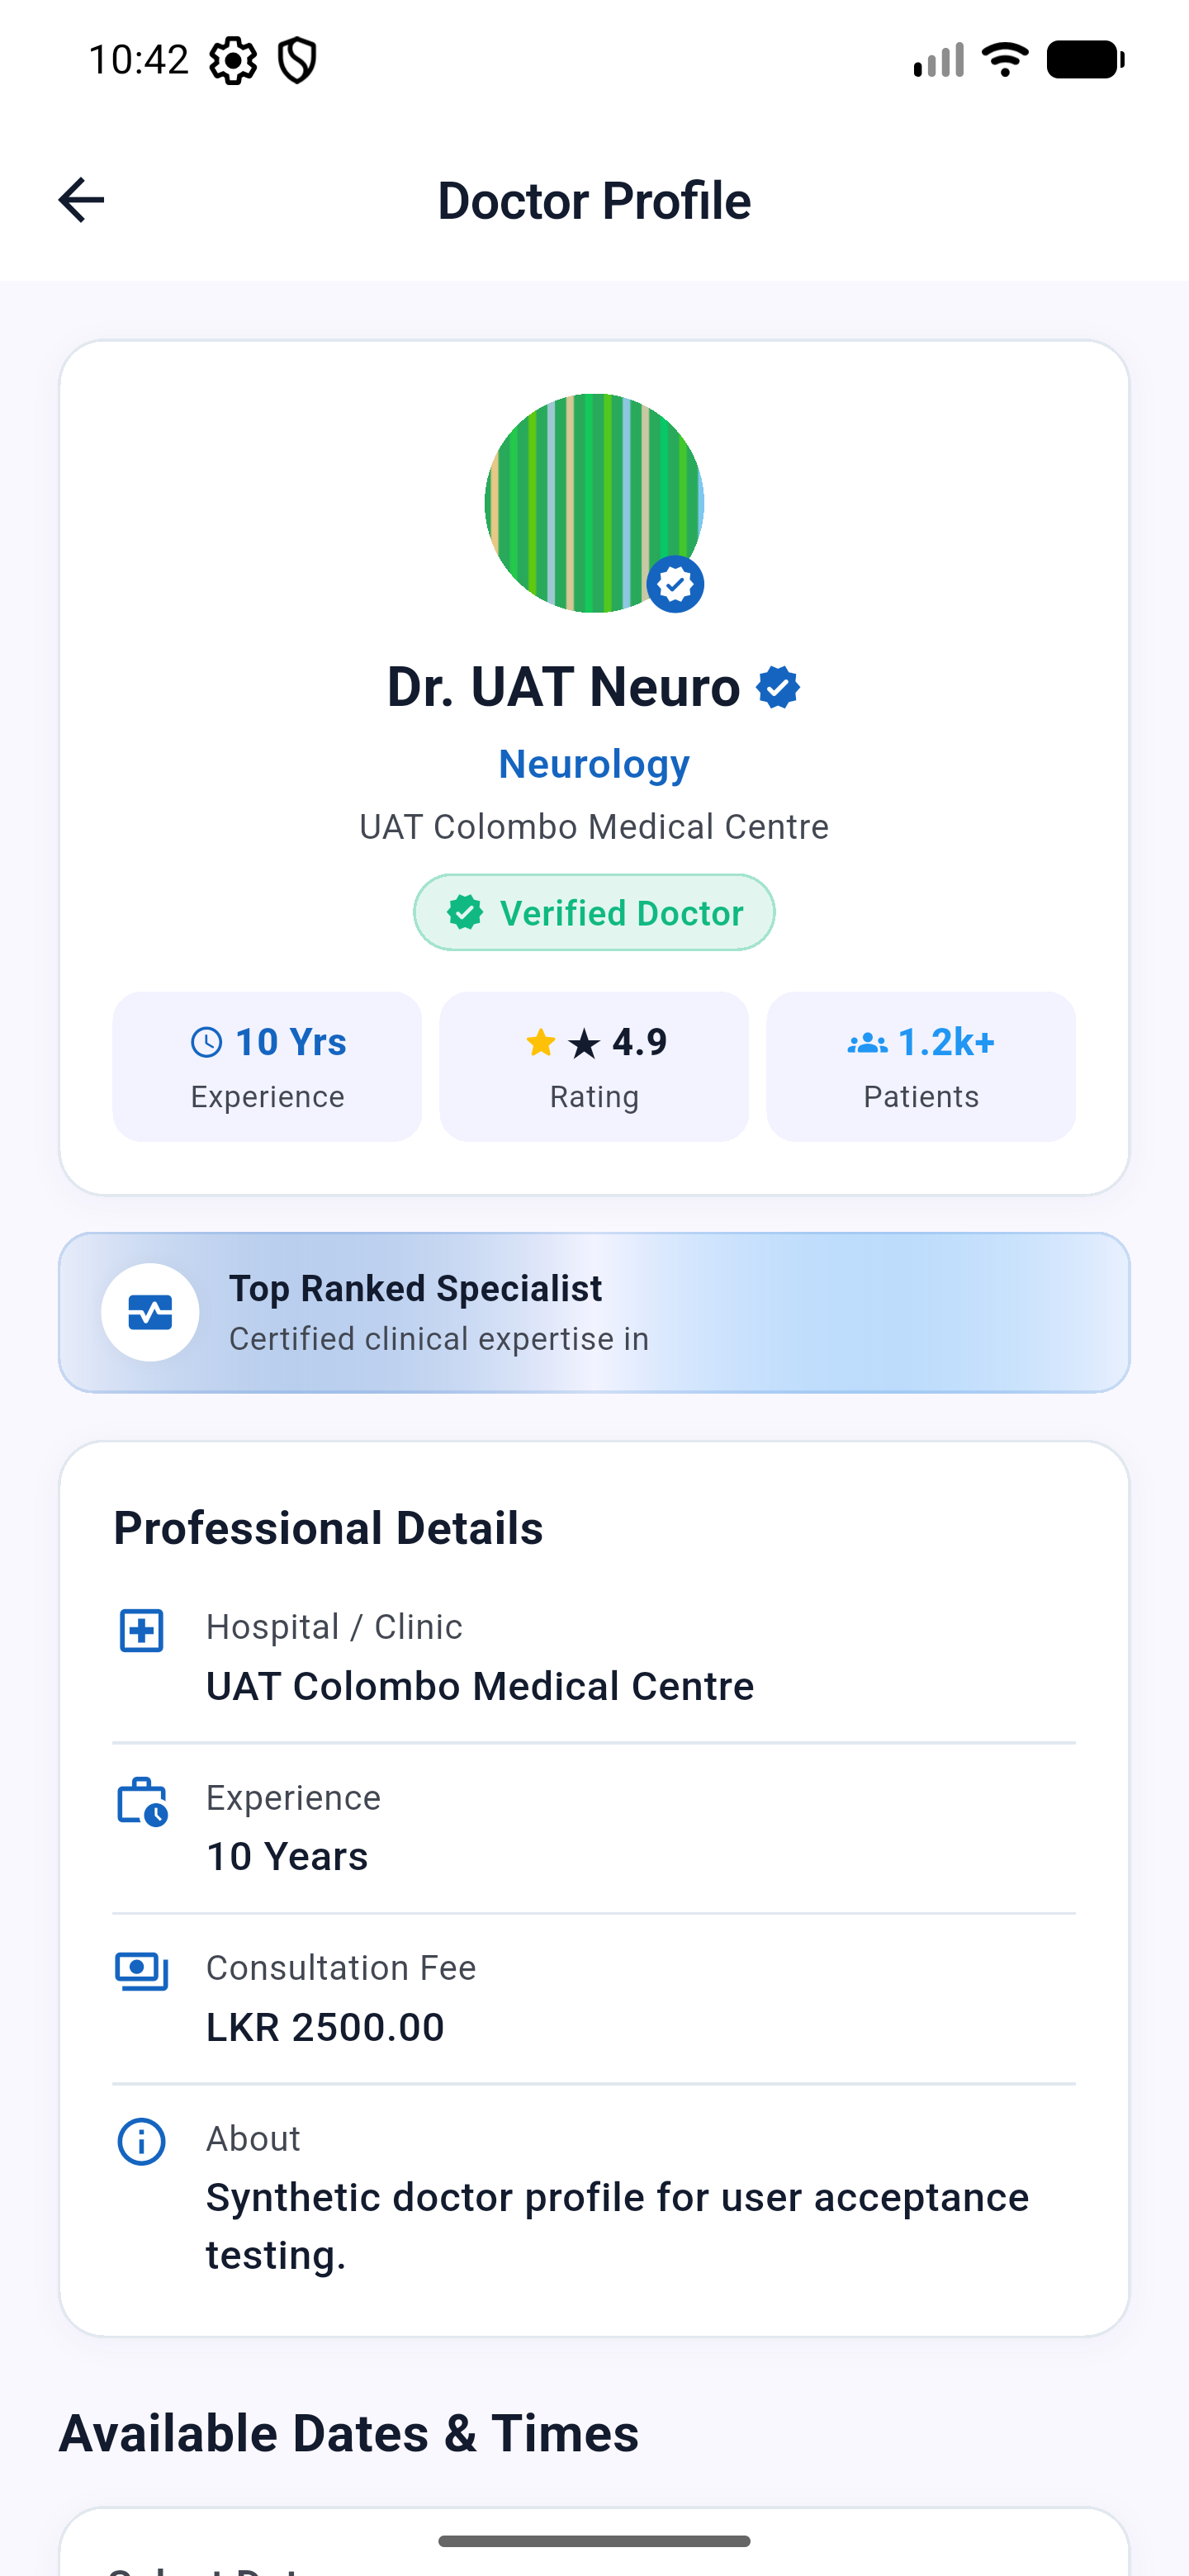 10:42
Doctor Profile
Dr. UAT Neuro
Neurology
UAT Colombo Medical Centre
Verified Doctor
10 Yrs
Experience
★ 4.9
Rating
1.2k+
Patients
Top Ranked Specialist
Certified clinical expertise in
Professional Details
Hospital / Clinic
UAT Colombo Medical Centre
Experience
10 Years
Consultation Fee
LKR 2500.00
About
Synthetic doctor profile for user acceptance
testing.
Available Dates & Times